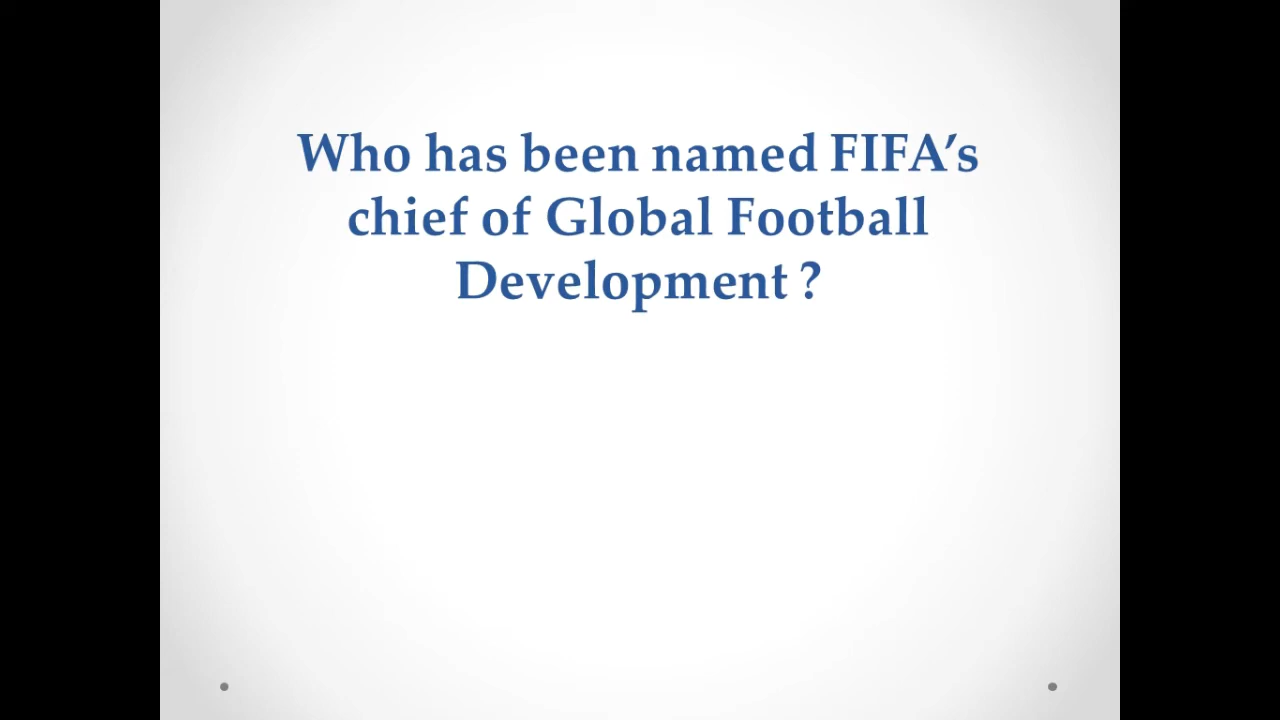 Who has been named FIFA’s
chief of Global Football
Development ?